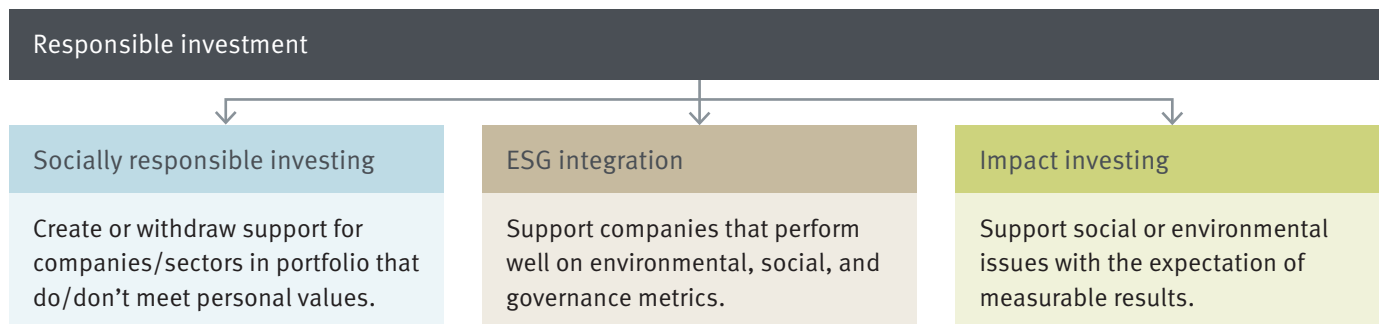 Responsible investment
Socially responsible investing
Create or withdraw support for
companies/sectors in portfolio that
do/don't meet personal values.
ESG integration
Support companies that perform
well on environmental, social, and
governance metrics.
Impact investing
Support social or environmental
issues with the expectation of
measurable results.